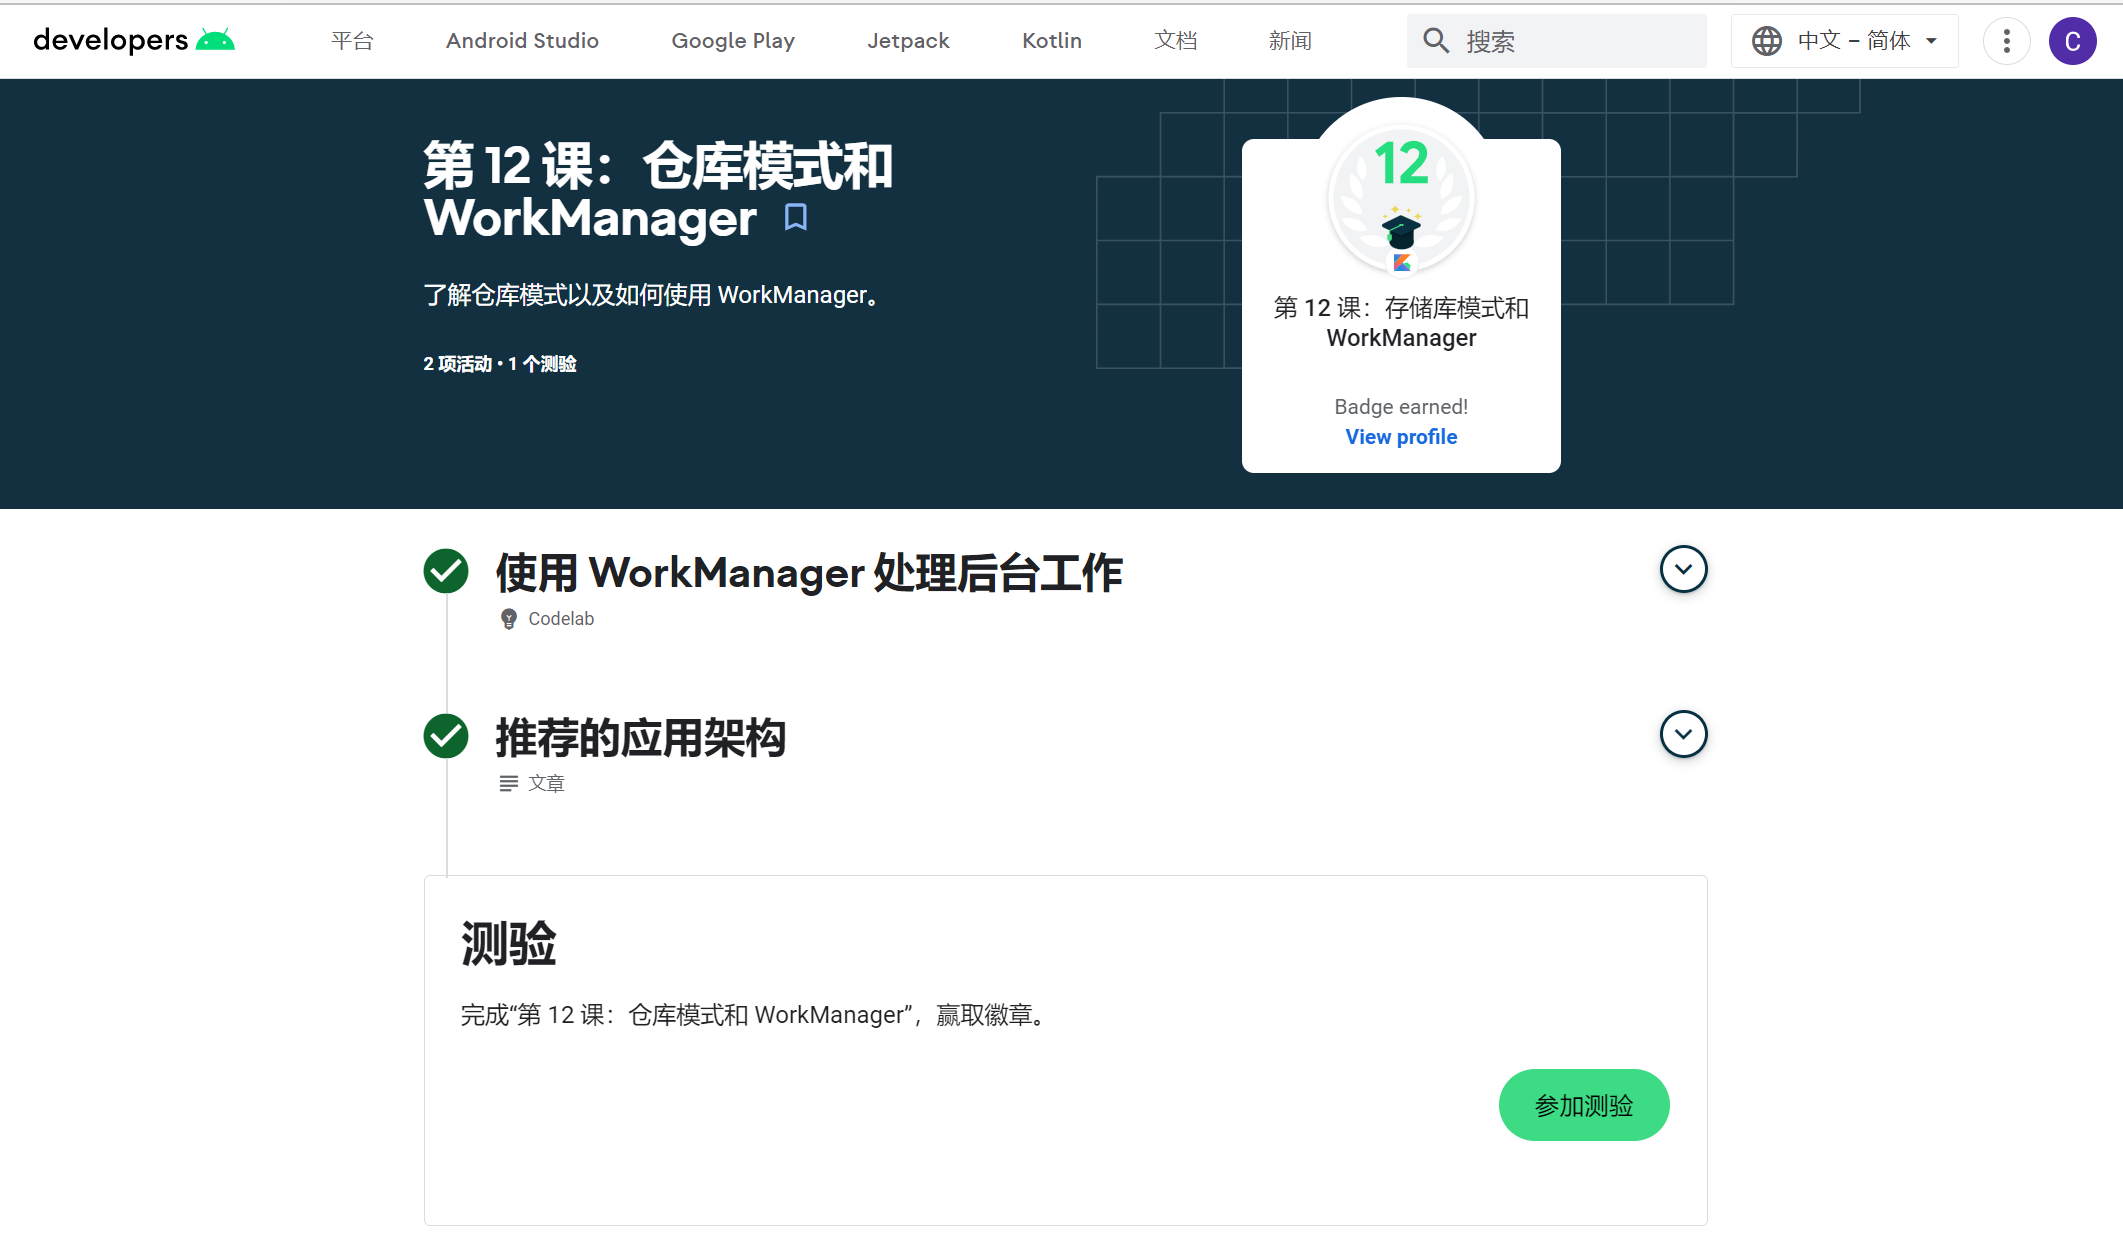 developers
平台
Android Studio
Google Play
Jetpack
Kotlin
文档
新闻
搜索
中文 – 简体
C
第 12 课：仓库模式和
WorkManager
了解仓库模式以及如何使用 WorkManager。
2 项活动 • 1 个测验
12
第 12 课：存储库模式和
WorkManager
Badge earned!
View profile
使用 WorkManager 处理后台工作
Codelab
推荐的应用架构
文章
测验
完成“第 12 课：仓库模式和 WorkManager”，赢取徽章。
参加测验